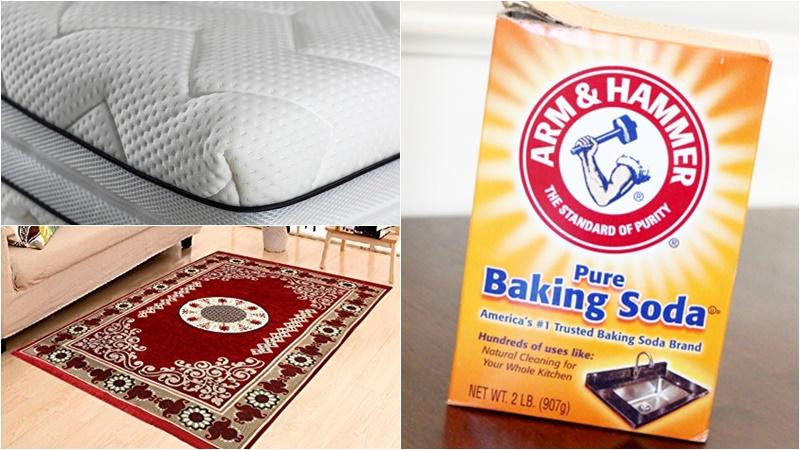 ARM & HAMMER
THE STANDARD OF PURITY
®
®
Pure
Baking Soda
America's #1 Trusted Baking Soda Brand
Hundreds of uses like:
Natural Cleaning for
Your Whole Kitchen
NET WT. 2 LB. (907g)